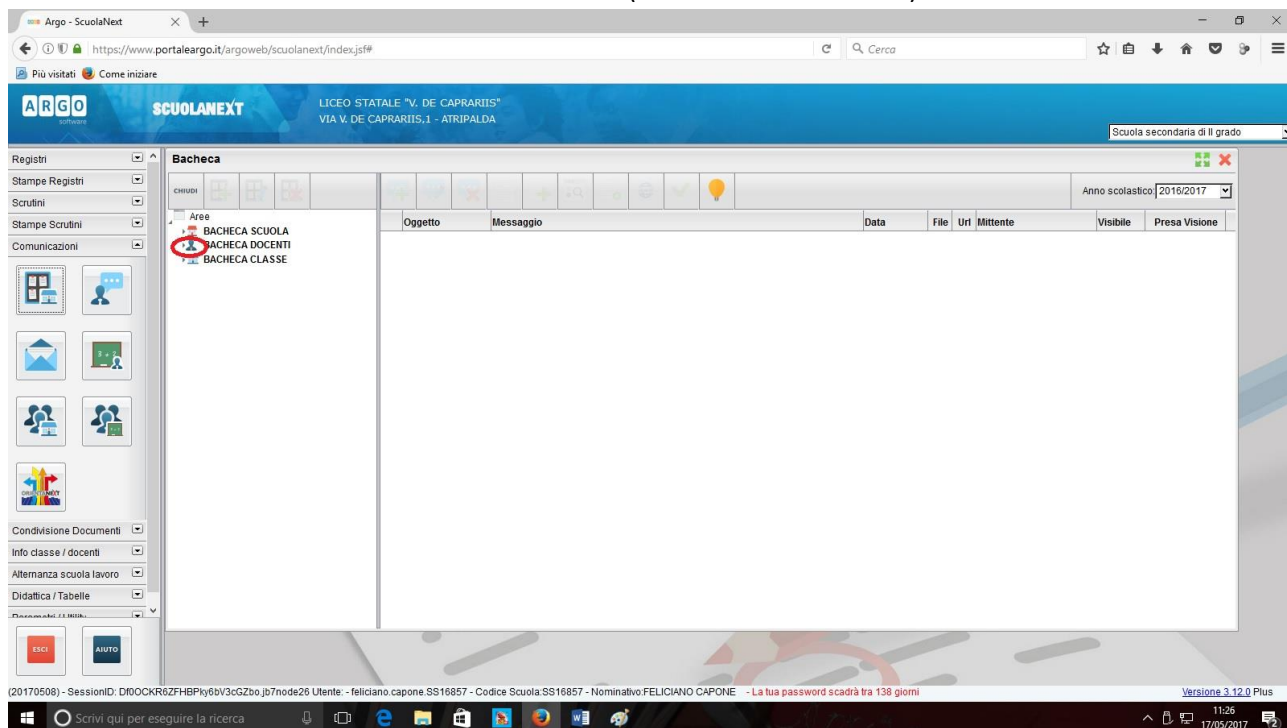 Argo - ScuolaNext
https://www.portaleargo.it/argoweb/scuolanext/index.jsf#
Cerca
Più visitati Come iniziare
ARGO software
SCUOLANEXT
LICEO STATALE "V. DE CAPRARIIS"
VIA V. DE CAPRARIIS,1 - ATRIPALDA
Scuola secondaria di II grado
Registri
Stampe Registri
Scrutini
Stampe Scrutini
Comunicazioni
ORIENTANEXT
Condivisione Documenti
Info classe / docenti
Alternanza scuola lavoro
Didattica / Tabelle
Parametri / Utility
ESCI AIUTO
Bacheca
CHIUDI
Anno scolastico: 2016/2017
Aree
BACHECA SCUOLA
BACHECA DOCENTI
BACHECA CLASSE
Oggetto Messaggio Data File Url Mittente Visibile Presa Visione
(20170508) - SessionID: Df0OCKR6ZFHBPky6bV3cGZbo.jb7node26 Utente: - feliciano.capone.SS16857 - Codice Scuola:SS16857 - Nominativo:FELICIANO CAPONE - La tua password scadrà tra 138 giorni
Versione 3.12.0 Plus
Scrivi qui per eseguire la ricerca
11:26
17/05/2017